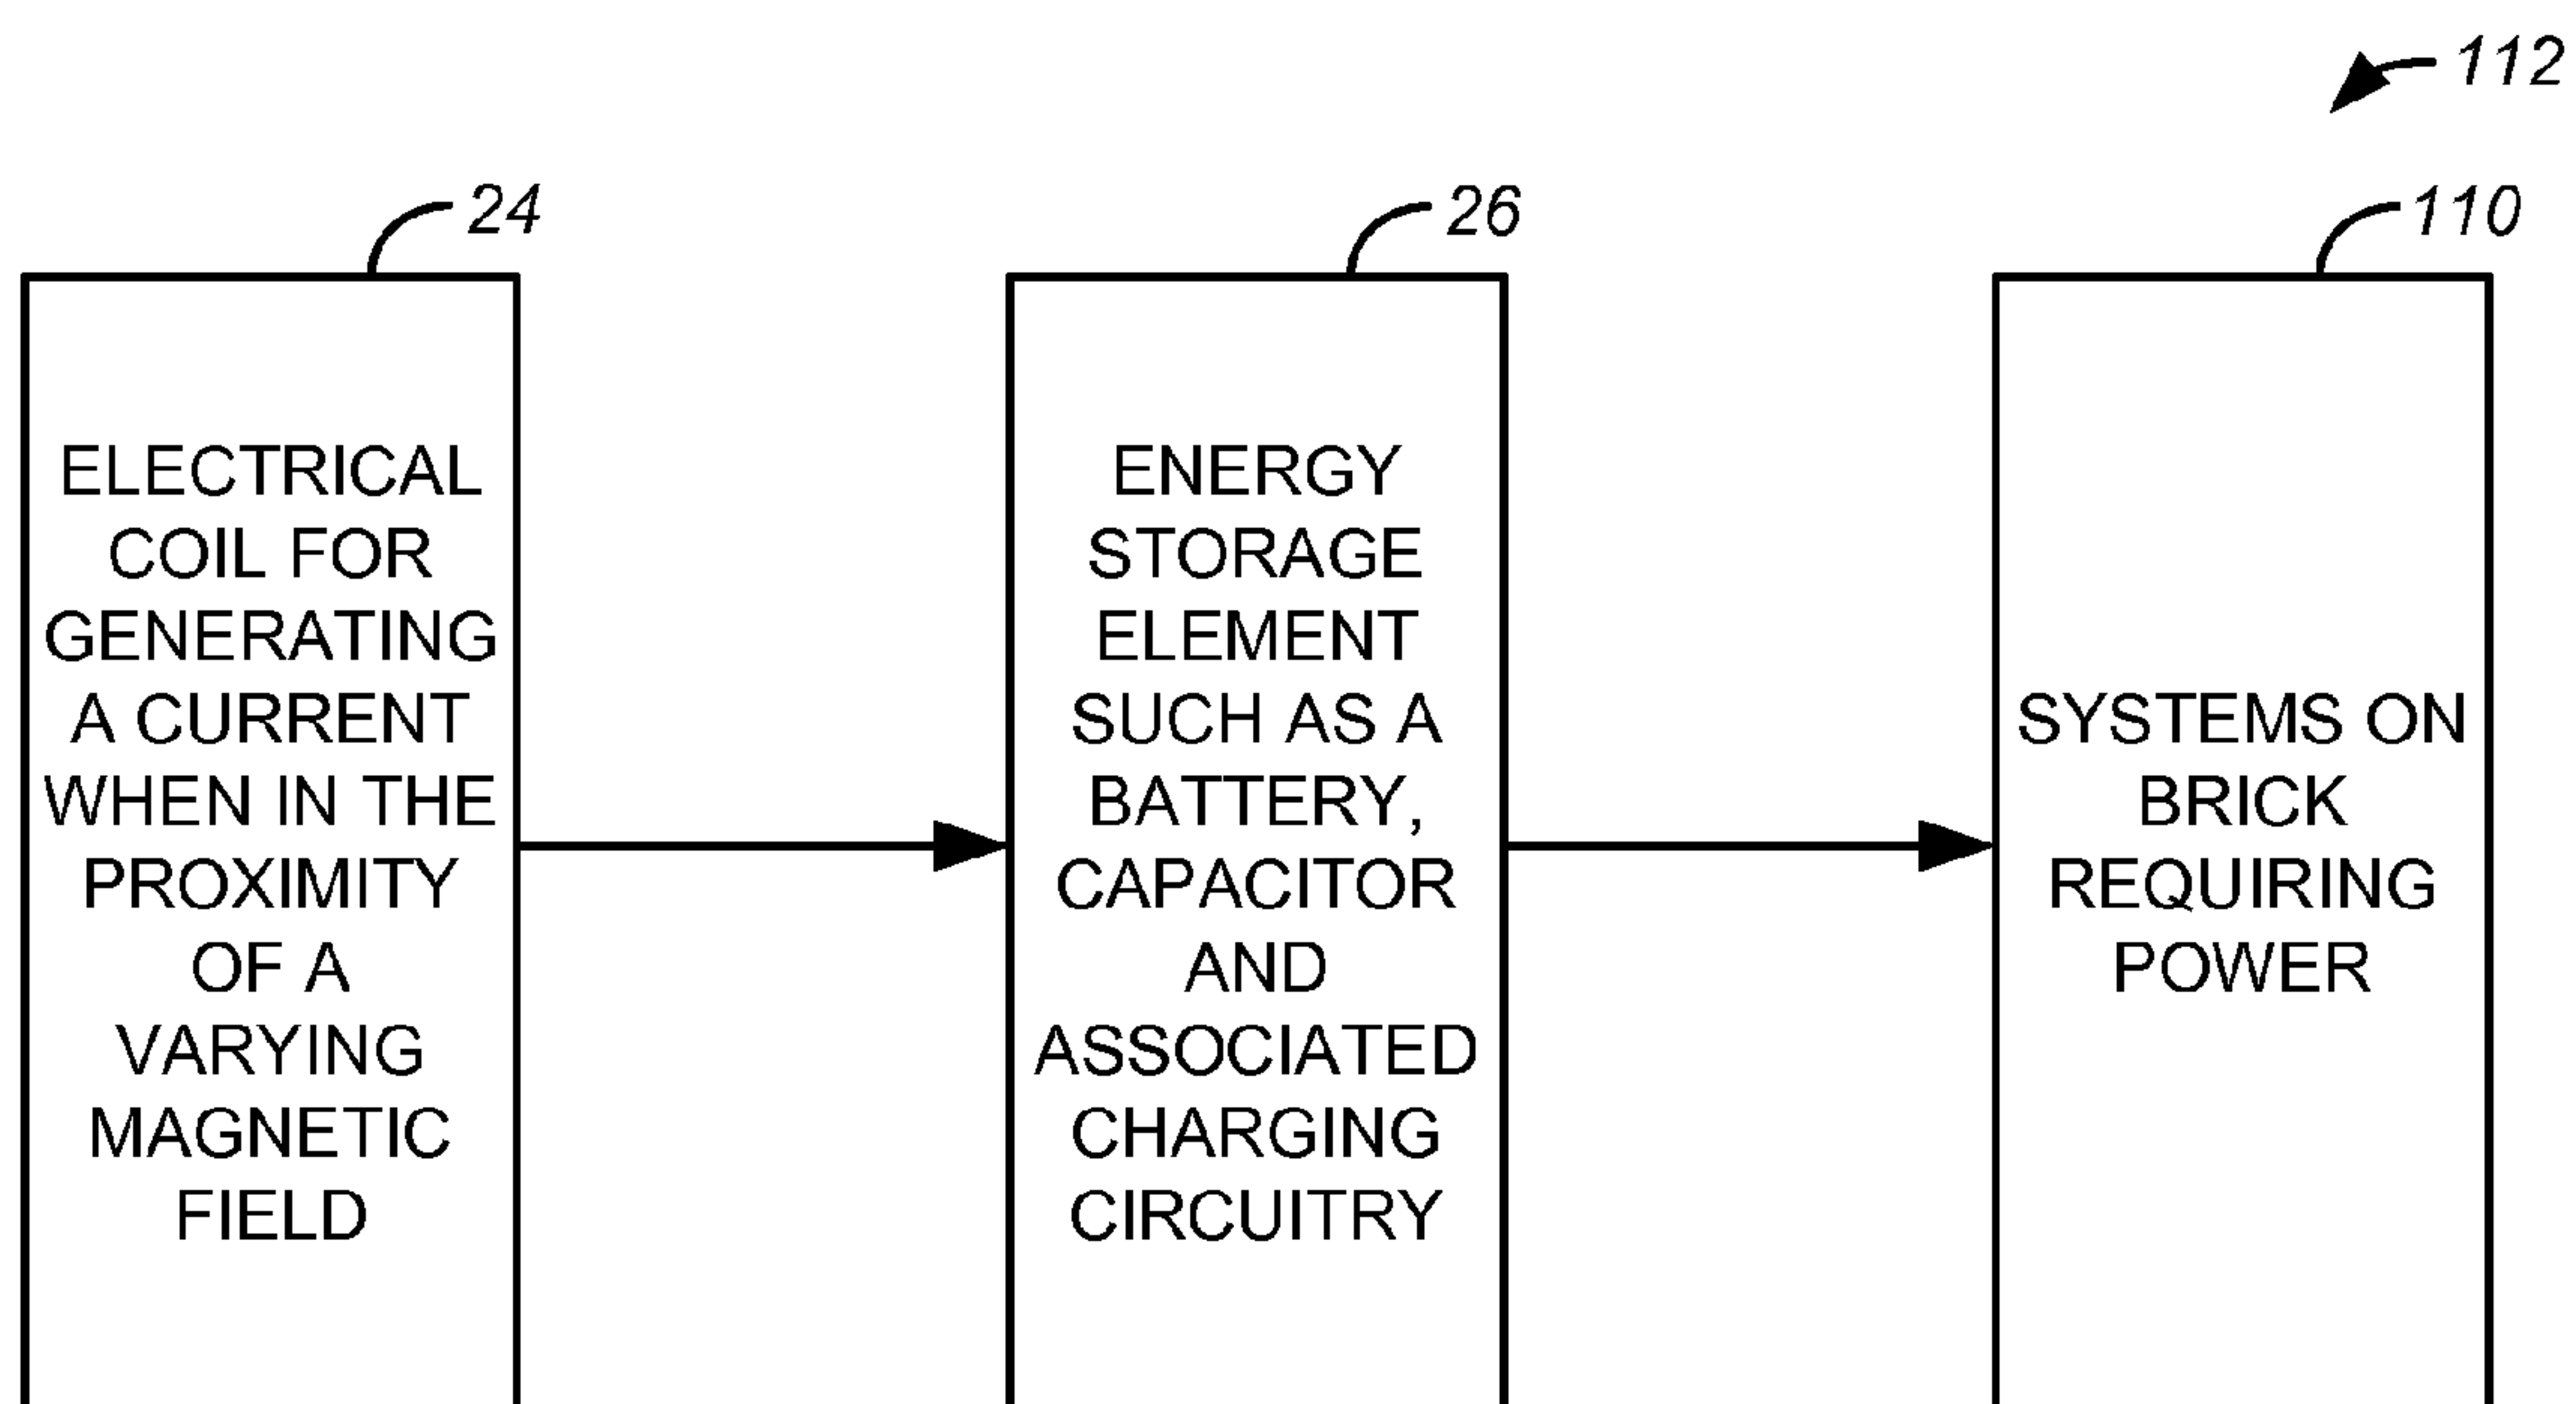 112
24
ELECTRICAL
COIL FOR
GENERATING
A CURRENT
WHEN IN THE
PROXIMITY
OF A
VARYING
MAGNETIC
FIELD
26
ENERGY
STORAGE
ELEMENT
SUCH AS A
BATTERY,
CAPACITOR
AND
ASSOCIATED
CHARGING
CIRCUITRY
110
SYSTEMS ON
BRICK
REQUIRING
POWER